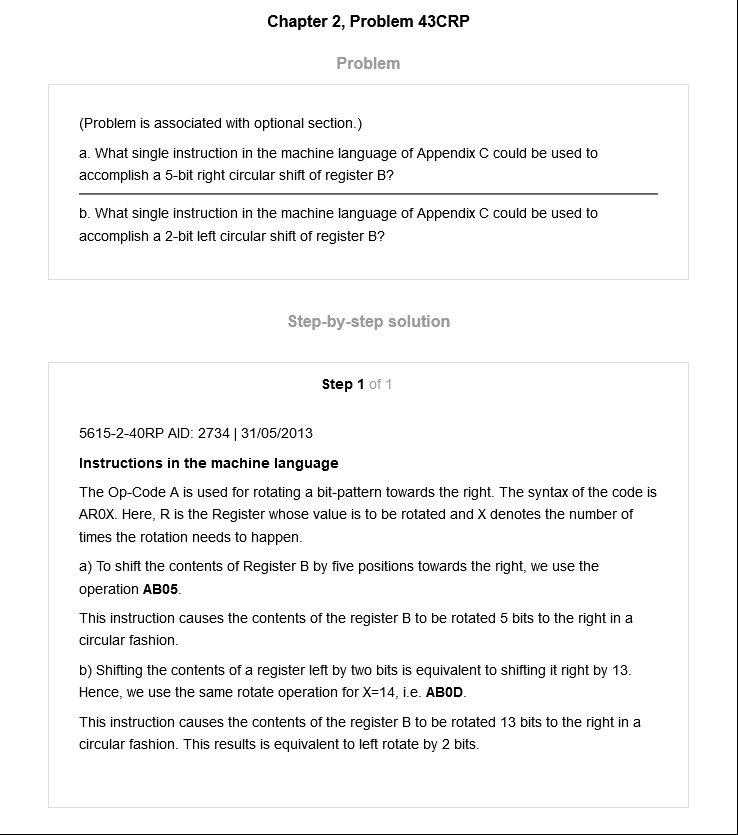 Chapter 2, Problem 43CRP
Problem
(Problem is associated with optional section.)
a. What single instruction in the machine language of Appendix C could be used to
accomplish a 5-bit right circular shift of register B?
b. What single instruction in the machine language of Appendix C could be used to
accomplish a 2-bit left circular shift of register B?
Step-by-step solution
Step 1 of 1
5615-2-40RP AID: 2734 | 31/05/2013
Instructions in the machine language
The Op-Code A is used for rotating a bit-pattern towards the right. The syntax of the code is
AR0X. Here, R is the Register whose value is to be rotated and X denotes the number of
times the rotation needs to happen.
a) To shift the contents of Register B by five positions towards the right, we use the
operation AB05.
This instruction causes the contents of the register B to be rotated 5 bits to the right in a
circular fashion.
b) Shifting the contents of a register left by two bits is equivalent to shifting it right by 13.
Hence, we use the same rotate operation for X=14, i.e. AB0D.
This instruction causes the contents of the register B to be rotated 13 bits to the right in a
circular fashion. This results is equivalent to left rotate by 2 bits.